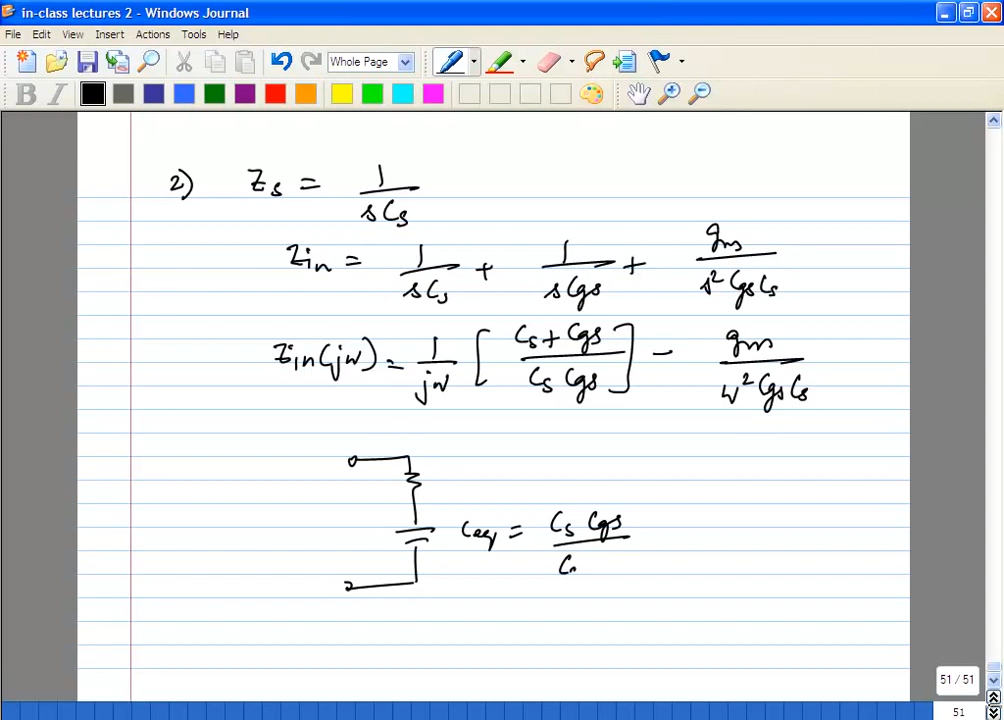 in-class lectures 2 - Windows Journal
File Edit View Insert Actions Tools Help
Whole Page
B I
2) Zs = 1/sCs
Zin = 1/sCs + 1/sCgs + gm/s²CgsCs
Zin(jω) = 1/jω [Cs + Cgs/Cs Cgs] - gm/ω²CgsCs
Ceq = Cs Cgs/C
51 / 51
51